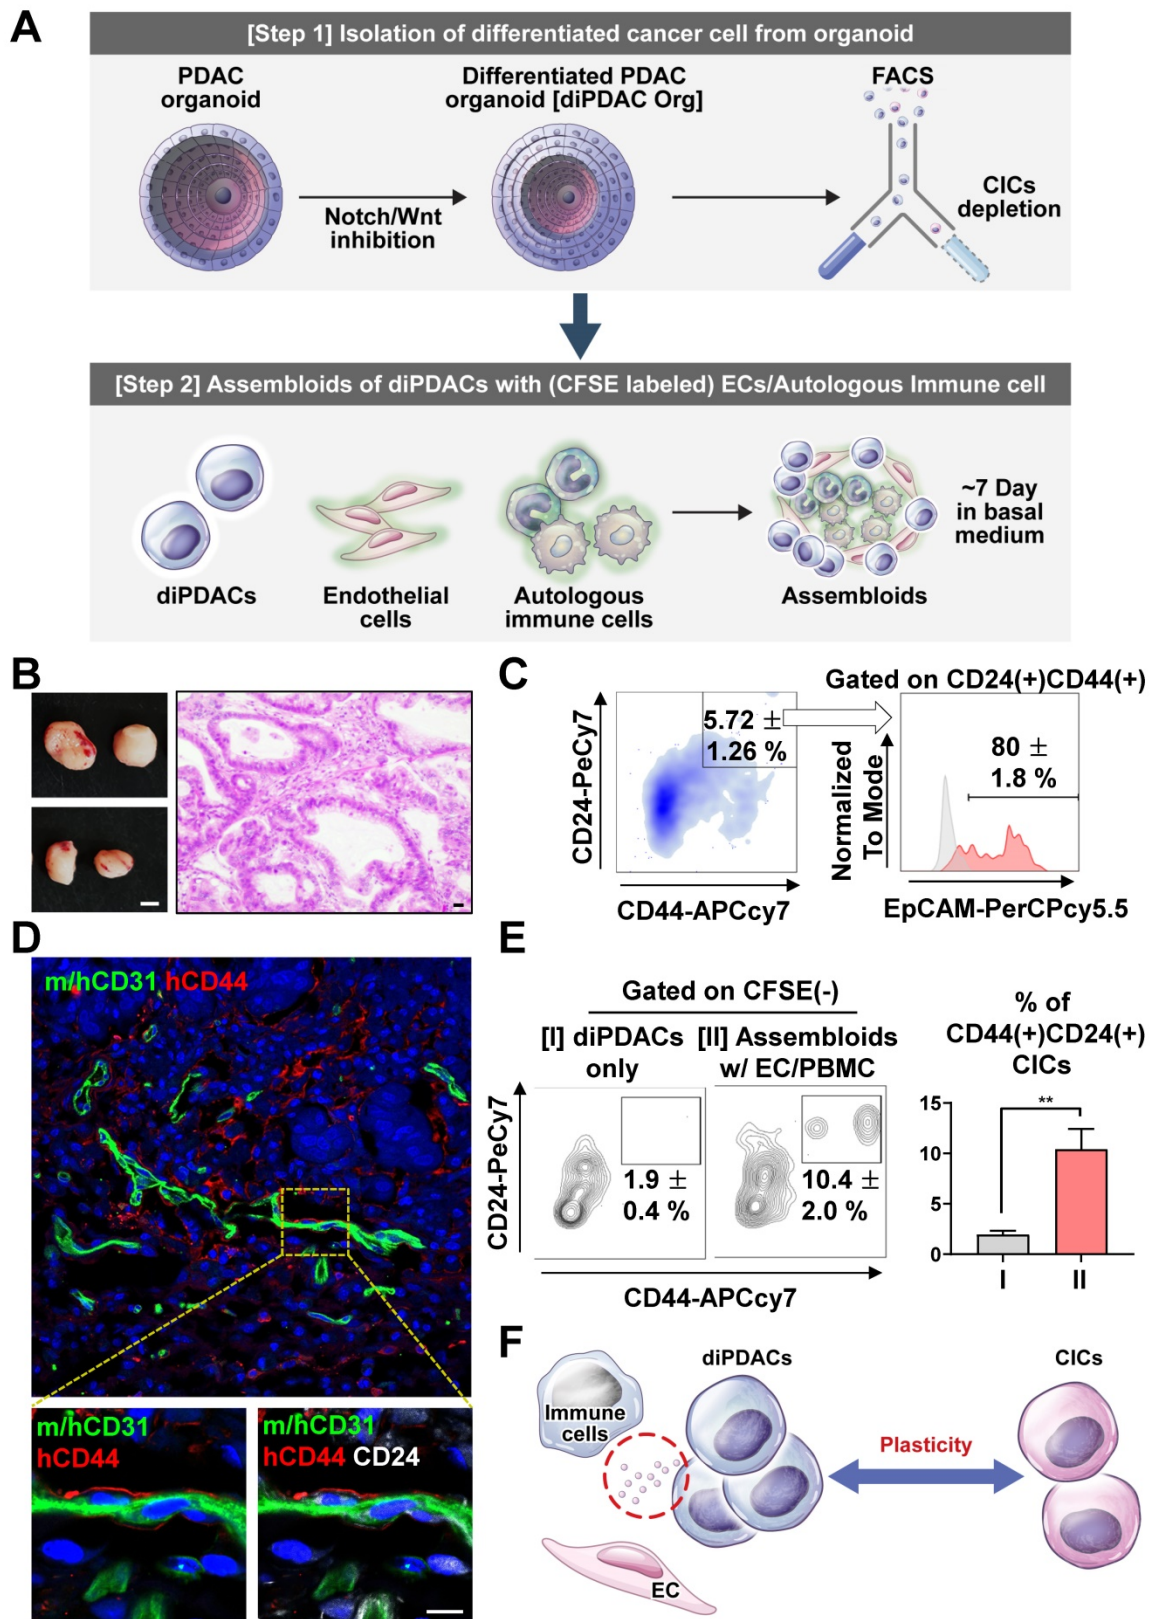 A
[Step 1] Isolation of differentiated cancer cell from organoid
PDAC
organoid
Differentiated PDAC
organoid [diPDAC Org]
FACS
Notch/Wnt
inhibition
CICs
depletion
[Step 2] Assembloids of diPDACs with (CFSE labeled) ECs/Autologous Immune cell
~7 Day
in basal
medium
diPDACs
Endothelial
cells
Autologous
immune cells
Assembloids
B
C
Gated on CD24(+)CD44(+)
CD24-PeCy7
5.72 ±
1.26 %
CD44-APCcy7
Normalized
To Mode
80 ±
1.8 %
EpCAM-PerCPcy5.5
D
m/hCD31 hCD44
m/hCD31
hCD44
m/hCD31
hCD44 CD24
E
Gated on CFSE(-)
[I] diPDACs
only
[II] Assembloids
w/ EC/PBMC
CD24-PeCy7
1.9 ±
0.4 %
10.4 ±
2.0 %
CD44-APCcy7
% of
CD44(+)CD24(+)
CICs
15
10
5
0
**
I
II
F
Immune
cells
diPDACs
CICs
Plasticity
EC